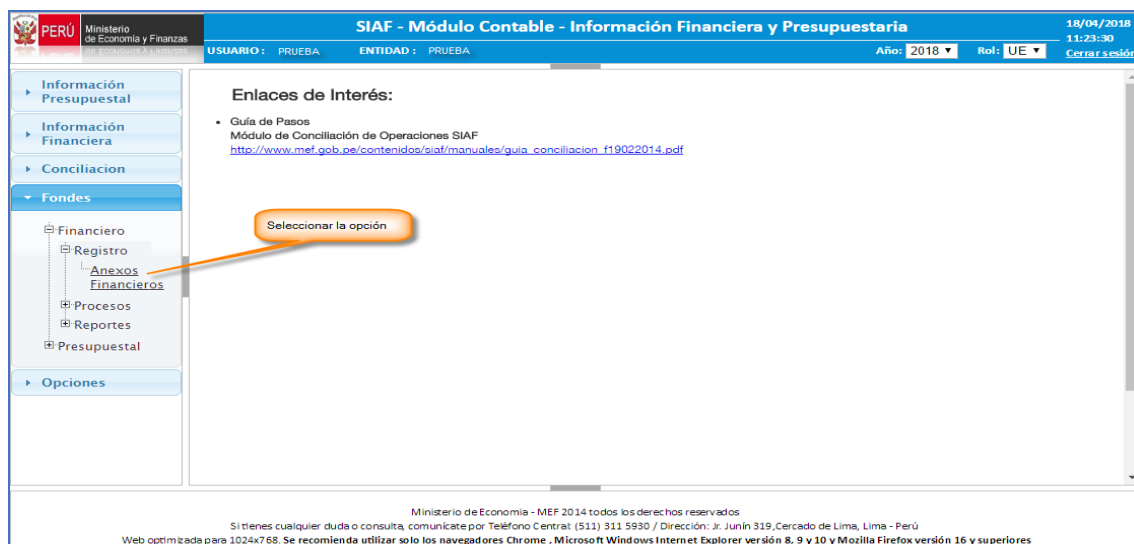 PERÚ
Ministerio
de Economía y Finanzas
SIAF - Módulo Contable - Información Financiera y Presupuestaria
18/04/2018
11:23:30
USUARIO : PRUEBA ENTIDAD : PRUEBA Año: 2018 Rol: UE
Cerrar sesión
Información
Presupuestal
Información
Financiera
Conciliacion
Fondes
Financiero
Registro
Anexos
Financieros
Procesos
Reportes
Presupuestal
Opciones
Enlaces de Interés:
Guía de Pasos
Módulo de Conciliación de Operaciones SIAF
http://www.mef.gob.pe/contenidos/siaf/manuales/guia_conciliacion_f19022014.pdf
Seleccionar la opción
Ministerio de Economia - MEF 2014 todos los derechos reservados
Si tienes cualquier duda o consulta, comunícate por Teléfono Central: (511) 311 5930 / Dirección: Jr. Junín 319,Cercado de Lima, Lima - Perú
Web optimizada para 1024x768. Se recomienda utilizar solo los navegadores Chrome , Microsoft Windows Internet Explorer versión 8, 9 y 10 y Mozilla Firefox versión 16 y superiores